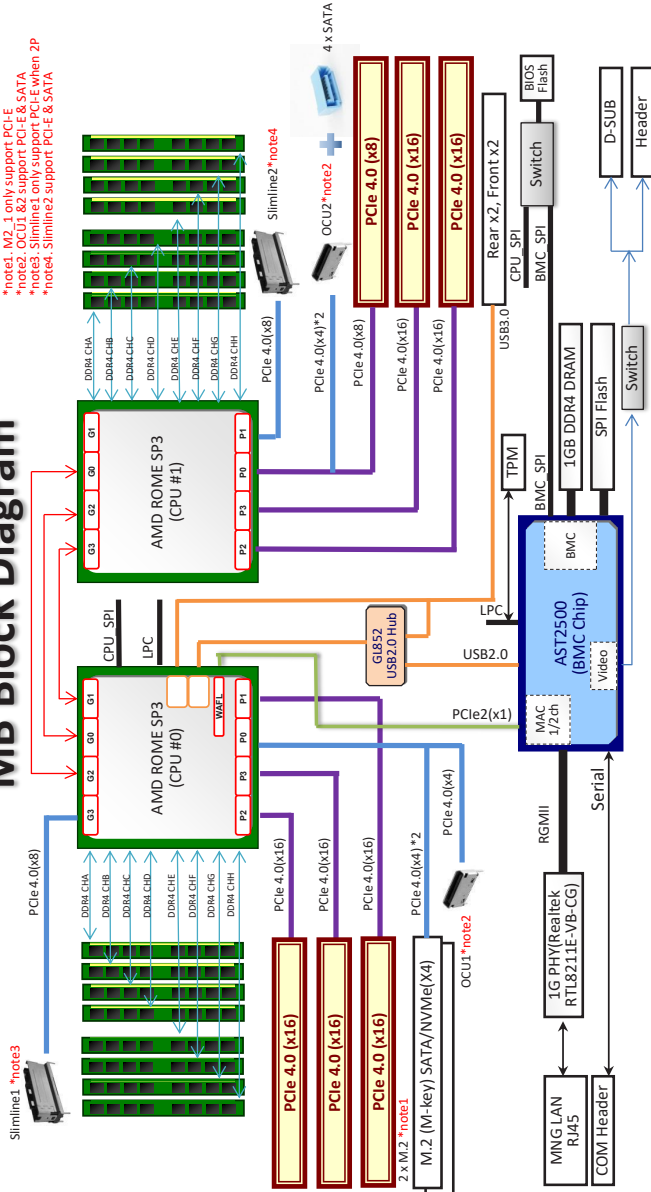 MB Block Diagram
*note1. M2_1 only support PCI-E
*note2. OCU1 &2 support PCI-E & SATA
*note3. Slimline1 only support PCI-E when 2P
*note4. Slimline2 support PCI-E & SATA
Slimline1 *note3
PCIe 4.0(x8)
DDR4 CHA
DDR4 CHB
DDR4 CHC
DDR4 CHD
DDR4 CHE
DDR4 CHF
DDR4 CHG
DDR4 CHH
G3
G2
G0
G1
AMD ROME SP3
(CPU #0)
WAFL
P2
P3
P0
P1
CPU_SPI
LPC
G3
G2
G0
G1
AMD ROME SP3
(CPU #1)
P2
P3
P0
P1
DDR4 CHA
DDR4 CHB
DDR4 CHC
DDR4 CHD
DDR4 CHE
DDR4 CHF
DDR4 CHG
DDR4 CHH
PCIe 4.0(x8)
Slimline2*note4
PCIe 4.0(x4)*2
OCU2*note2
4 x SATA
PCIe 4.0(x8)
PCIe 4.0 (x8)
PCIe 4.0(x16)
PCIe 4.0 (x16)
PCIe 4.0(x16)
PCIe 4.0 (x16)
PCIe 4.0 (x16)
PCIe 4.0(x16)
PCIe 4.0 (x16)
PCIe 4.0(x16)
PCIe 4.0 (x16)
PCIe 4.0(x16)
2 x M.2 *note1
M.2 (M-key) SATA/NVMe(X4)
PCIe 4.0(x4) *2
PCIe 4.0(x4)
OCU1*note2
GL852
USB2.0 Hub
USB2.0
PCIe2(x1)
USB3.0
Rear x2, Front x2
LPC
TPM
CPU_SPI
BMC_SPI
Switch
BIOS
Flash
BMC_SPI
1GB DDR4 DRAM
SPI Flash
MAC
1/2ch
AST2500
(BMC Chip)
BMC
Video
Switch
D-SUB
Header
RGMII
Serial
1G PHY/Realtek
RTL8211E-VB-CG)
MNG LAN
RJ45
COM Header